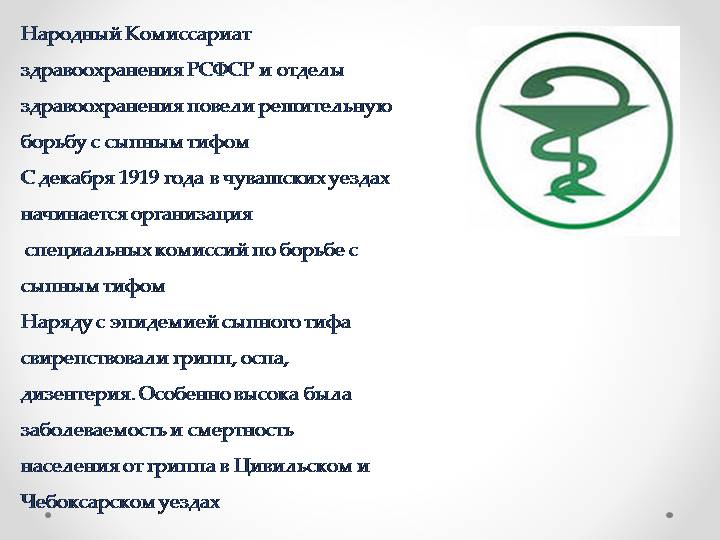 Народный Комиссариат
здравоохранения РСФСР и отделы
здравоохранения повели решительную
борьбу с сыпным тифом
С декабря 1919 года в чувашских уездах
начинается организация
специальных комиссий по борьбе с
сыпным тифом
Наряду с эпидемией сыпного тифа
свирепствовали грипп, оспа,
дизентерия. Особенно высока была
заболеваемость и смертность
населения от гриппа в Цивильском и
Чебоксарском уездах